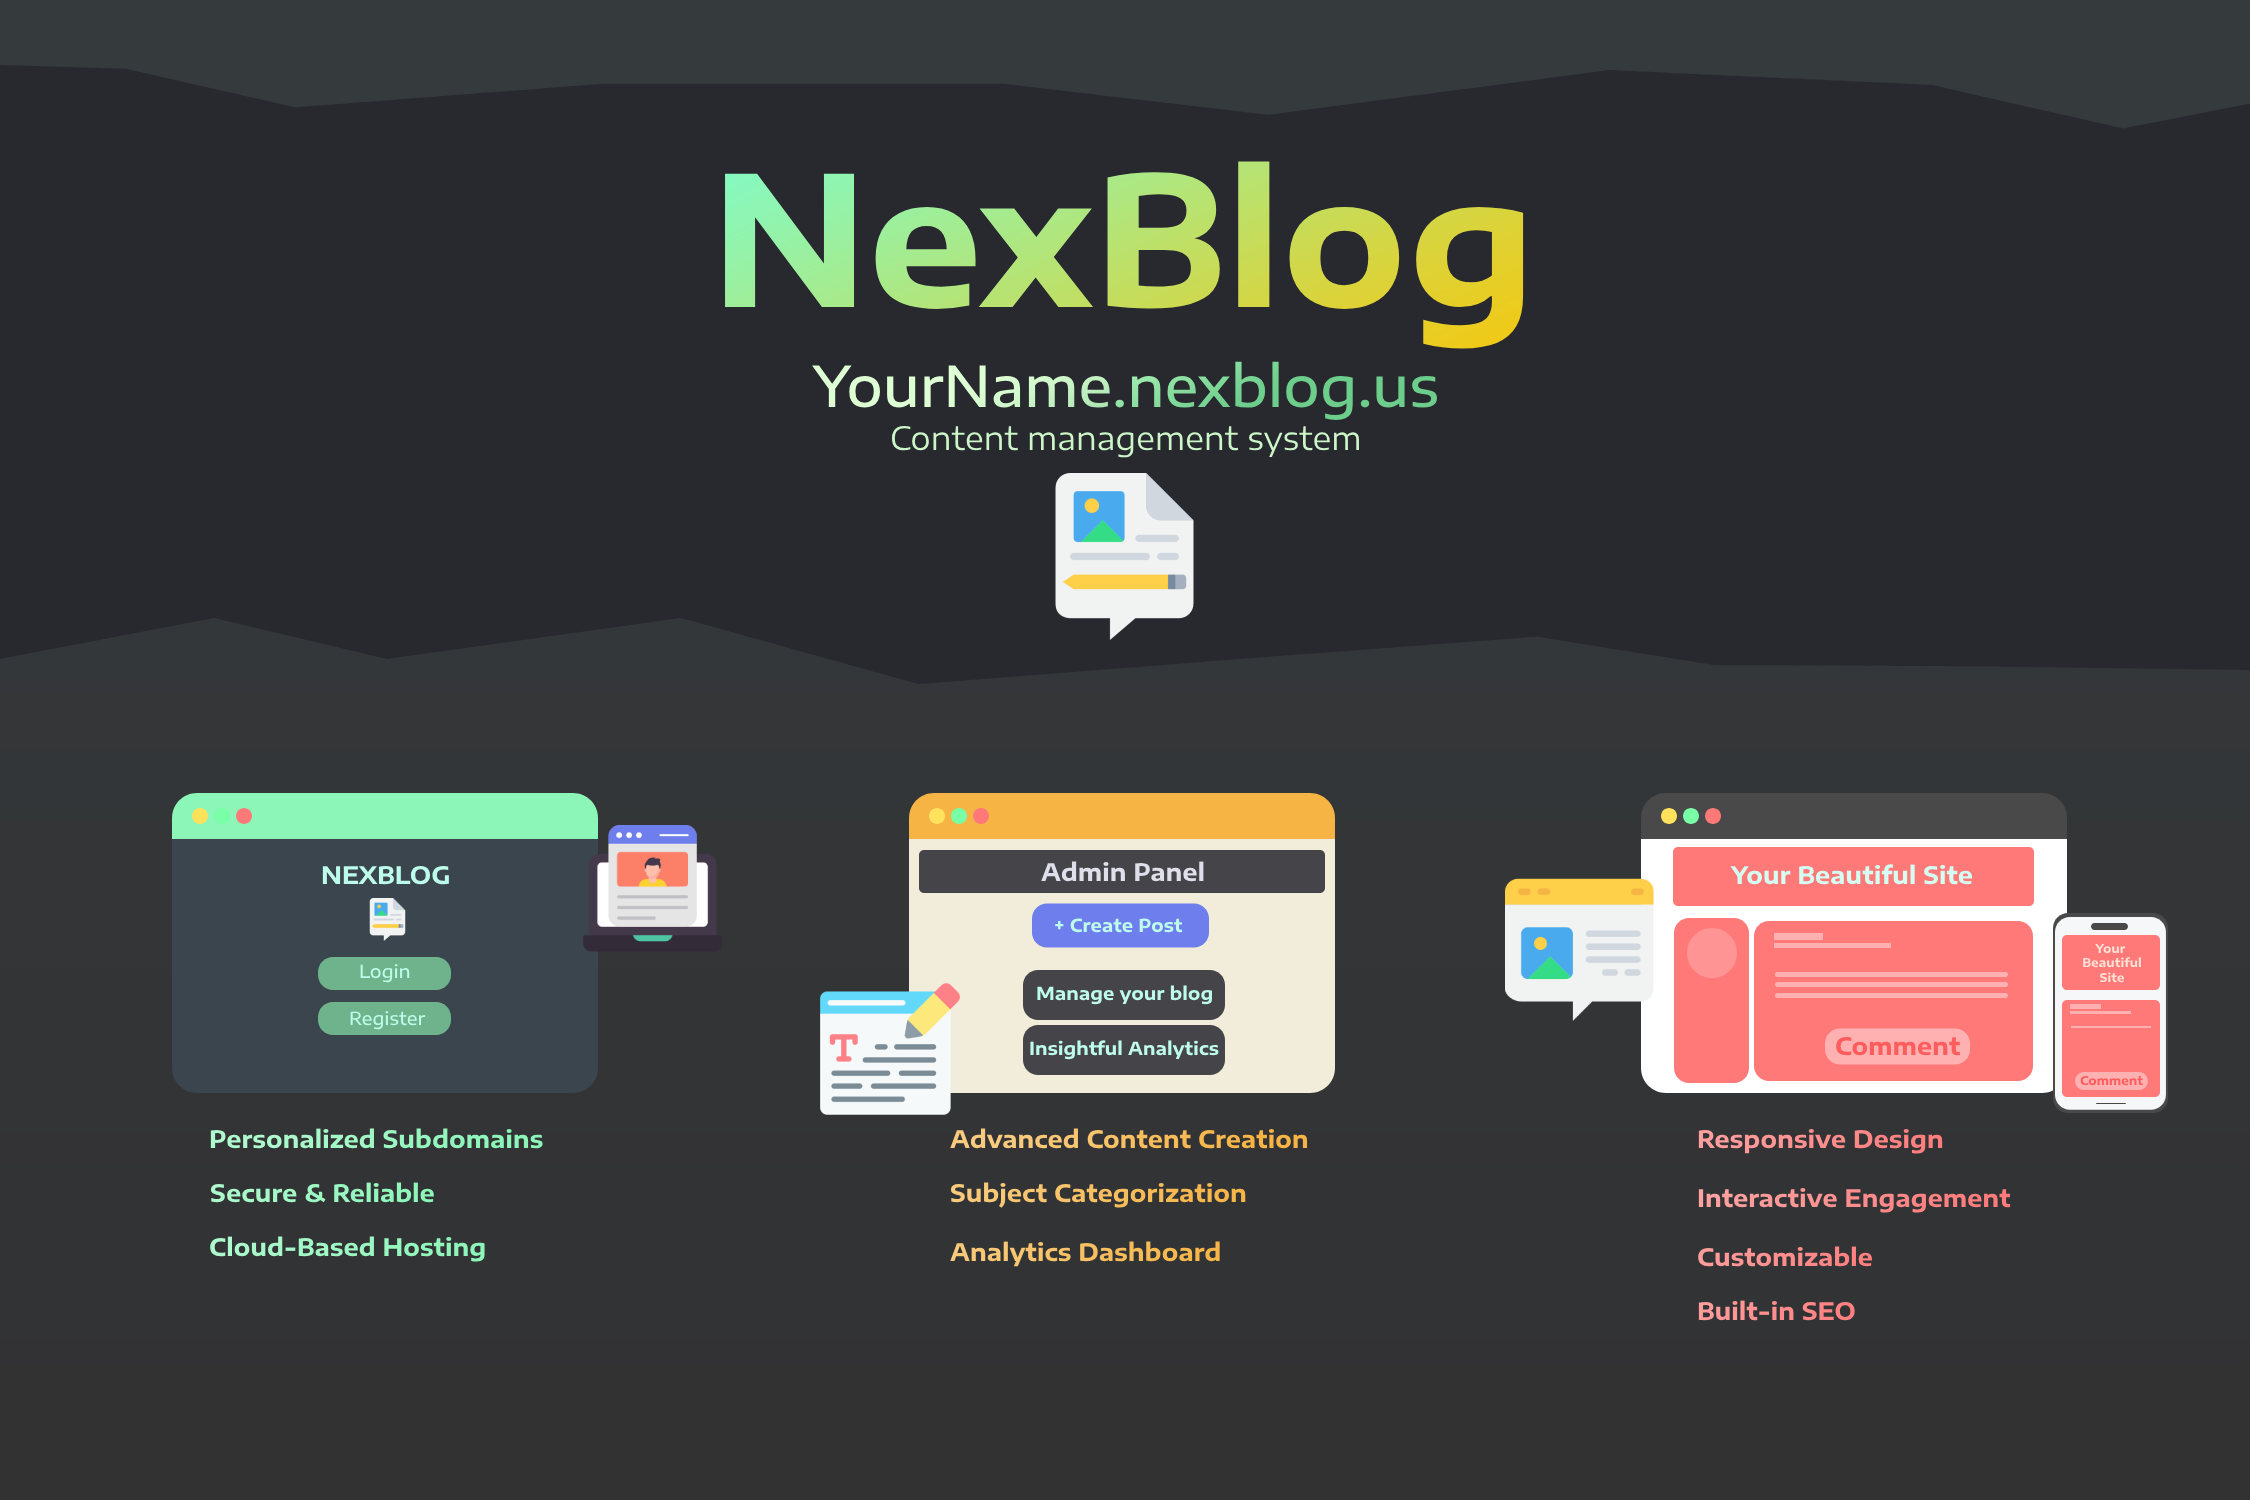 NexBlog
YourName.nexblog.us
Content management system
NEXBLOG
Login
Register
Personalized Subdomains
Secure & Reliable
Cloud-Based Hosting
Admin Panel
+ Create Post
Manage your blog
Insightful Analytics
T
Advanced Content Creation
Subject Categorization
Analytics Dashboard
Your Beautiful Site
Comment
Your
Beautiful
Site
Comment
Responsive Design
Interactive Engagement
Customizable
Built-in SEO